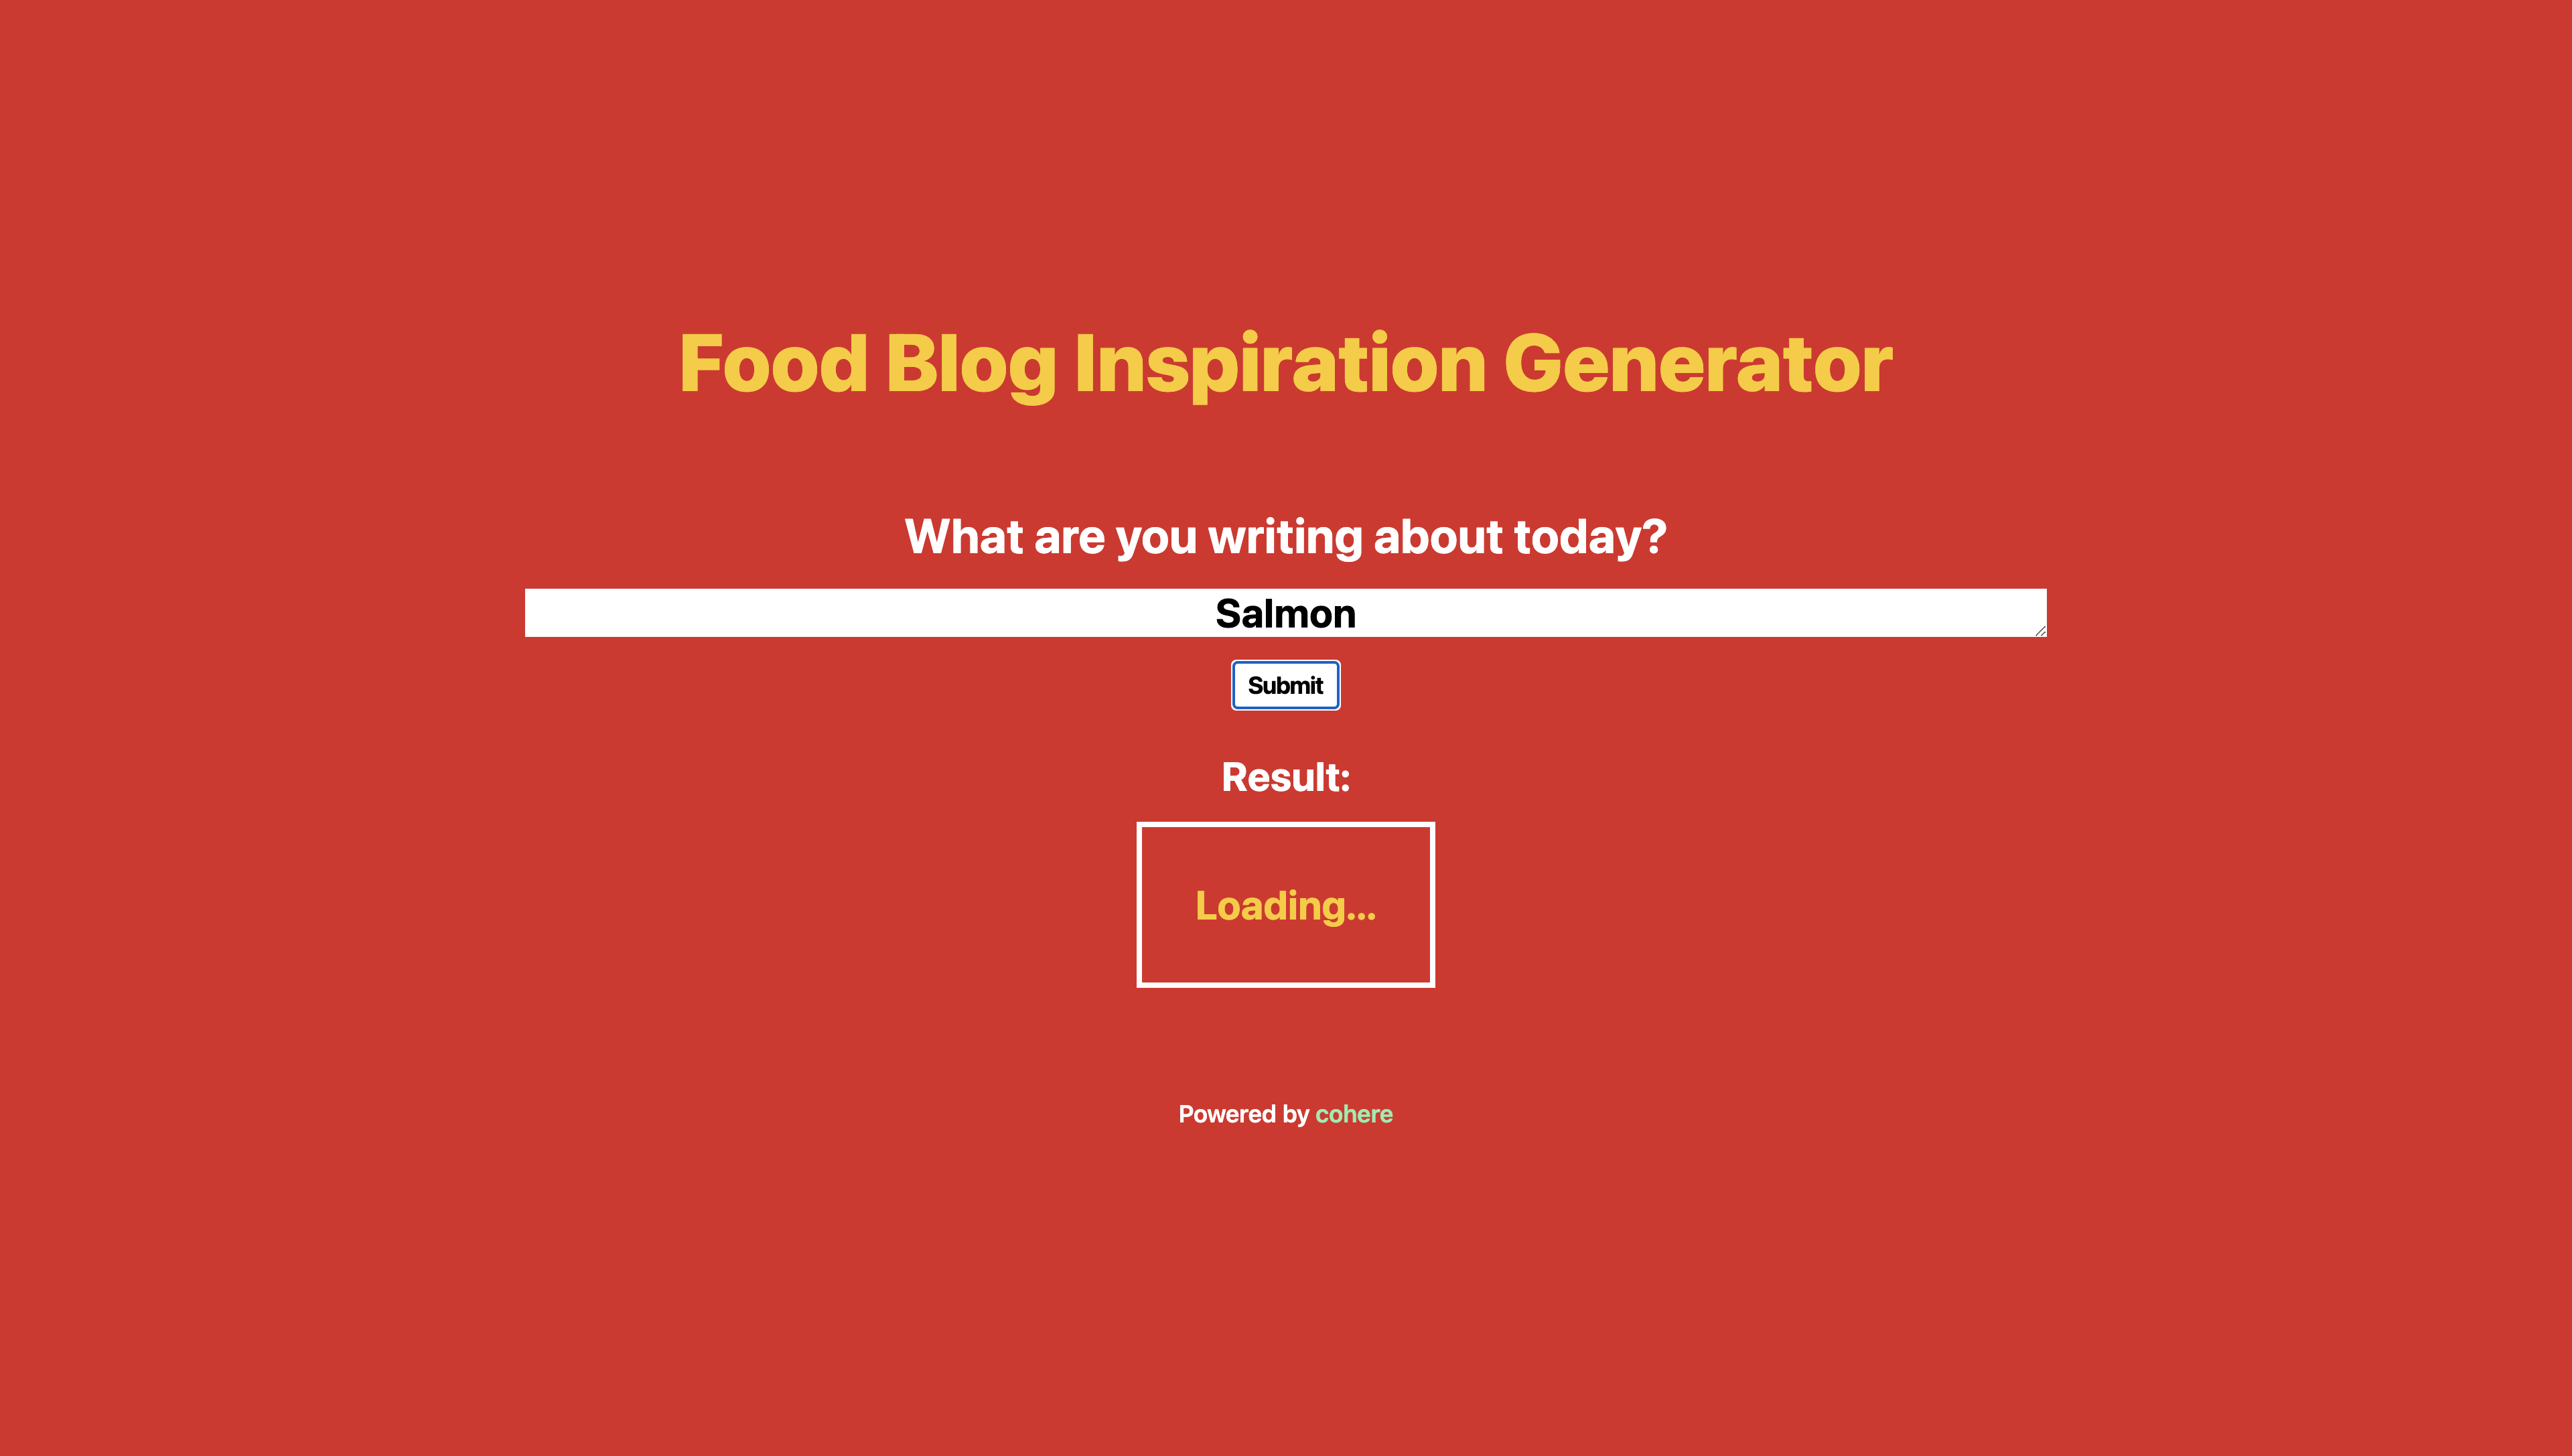 Food Blog Inspiration Generator
What are you writing about today?
Salmon
Submit
Result:
Loading...
Powered by cohere